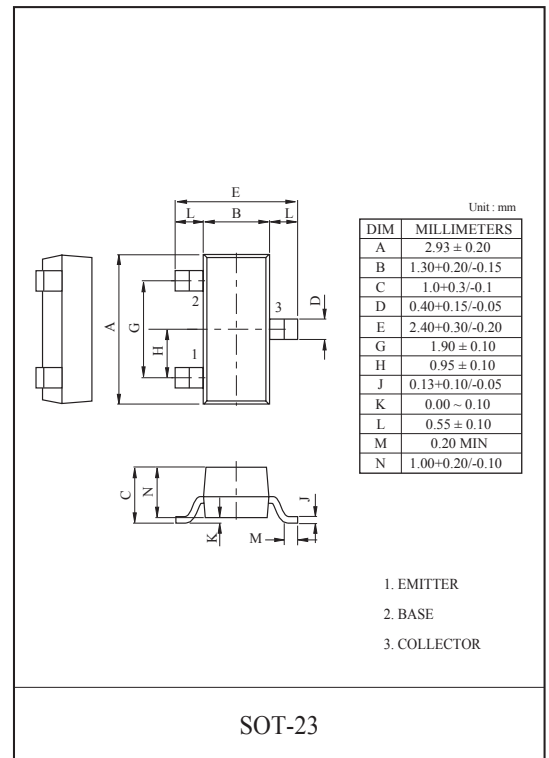 E
L B L
2
3
1
A
G
H
D
C
N
K
M
J
Unit : mm
DIM MILLIMETERS
A 2.93 ± 0.20
B 1.30+0.20/-0.15
C 1.0+0.3/-0.1
D 0.40+0.15/-0.05
E 2.40+0.30/-0.20
G 1.90 ± 0.10
H 0.95 ± 0.10
J 0.13+0.10/-0.05
K 0.00 ~ 0.10
L 0.55 ± 0.10
M 0.20 MIN
N 1.00+0.20/-0.10
1. EMITTER
2. BASE
3. COLLECTOR
SOT-23